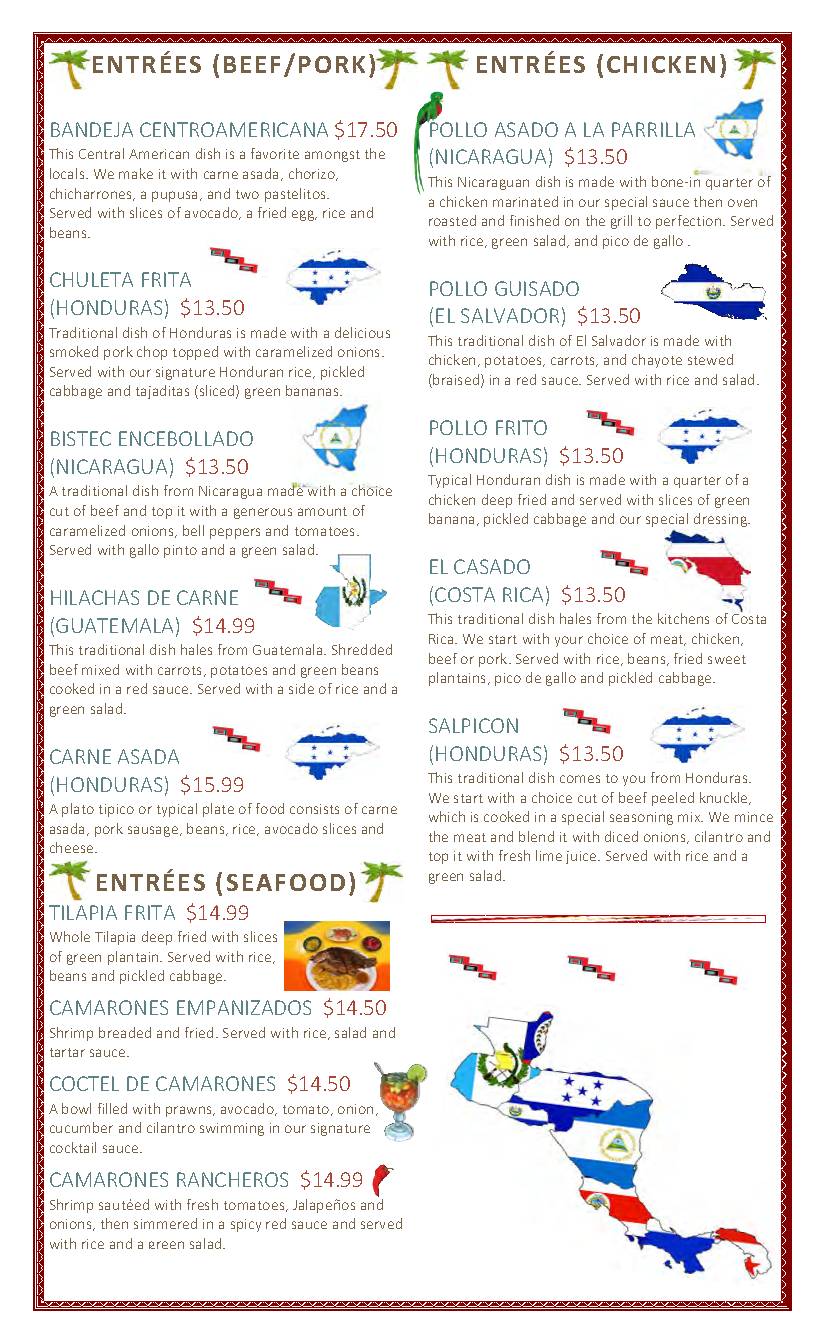 ENTRÉES (BEEF/PORK)
BANDEJA CENTROAMERICANA $17.50
This Central American dish is a favorite amongst the
locals. We make it with carne asada, chorizo,
chicharrones, a pupusa, and two pastelitos.
Served with slices of avocado, a fried egg, rice and
beans.
CHULETA FRITA
(HONDURAS) $13.50
Traditional dish of Honduras is made with a delicious
smoked pork chop topped with caramelized onions.
Served with our signature Honduran rice, pickled
cabbage and tajaditas (sliced) green bananas.
BISTEC ENCEBOLLADO
(NICARAGUA) $13.50
A traditional dish from Nicaragua made with a choice
cut of beef and top it with a generous amount of
caramelized onions, bell peppers and tomatoes.
Served with gallo pinto and a green salad.
HILACHAS DE CARNE
(GUATEMALA) $14.99
This traditional dish hales from Guatemala. Shredded
beef mixed with carrots, potatoes and green beans
cooked in a red sauce. Served with a side of rice and a
green salad.
CARNE ASADA
(HONDURAS) $15.99
A plato tipico or typical plate of food consists of carne
asada, pork sausage, beans, rice, avocado slices and
cheese.
ENTRÉES (SEAFOOD)
TILAPIA FRITA $14.99
Whole Tilapia deep fried with slices
of green plantain. Served with rice,
beans and pickled cabbage.
CAMARONES EMPANIZADOS $14.50
Shrimp breaded and fried. Served with rice, salad and
tartar sauce.
COCTEL DE CAMARONES $14.50
A bowl filled with prawns, avocado, tomato, onion,
cucumber and cilantro swimming in our signature
cocktail sauce.
CAMARONES RANCHEROS $14.99
Shrimp sautéed with fresh tomatoes, Jalapeños and
onions, then simmered in a spicy red sauce and served
with rice and a green salad.
ENTRÉES (CHICKEN)
POLLO ASADO A LA PARRILLA
(NICARAGUA) $13.50
This Nicaraguan dish is made with bone-in quarter of
a chicken marinated in our special sauce then oven
roasted and finished on the grill to perfection. Served
with rice, green salad, and pico de gallo .
POLLO GUISADO
(EL SALVADOR) $13.50
This traditional dish of El Salvador is made with
chicken, potatoes, carrots, and chayote stewed
(braised) in a red sauce. Served with rice and salad.
POLLO FRITO
(HONDURAS) $13.50
Typical Honduran dish is made with a quarter of a
chicken deep fried and served with slices of green
banana, pickled cabbage and our special dressing.
EL CASADO
(COSTA RICA) $13.50
This traditional dish hales from the kitchens of Costa
Rica. We start with your choice of meat, chicken,
beef or pork. Served with rice, beans, fried sweet
plantains, pico de gallo and pickled cabbage.
SALPICON
(HONDURAS) $13.50
This traditional dish comes to you from Honduras.
We start with a choice cut of beef peeled knuckle,
which is cooked in a special seasoning mix. We mince
the meat and blend it with diced onions, cilantro and
top it with fresh lime juice. Served with rice and a
green salad.